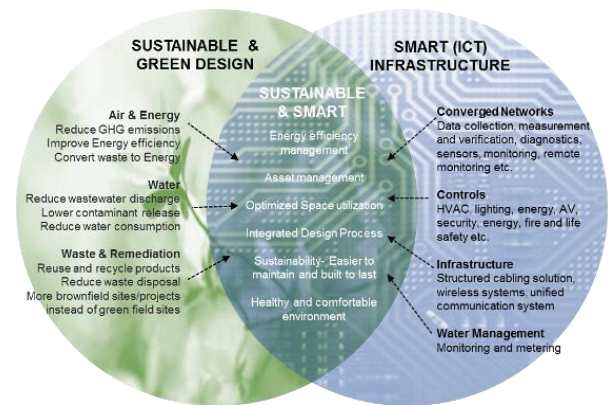 SUSTAINABLE &
GREEN DESIGN
SMART (ICT)
INFRASTRUCTURE
SUSTAINABLE
& SMART
Air & Energy
Reduce GHG emissions
Improve Energy efficiency
Convert waste to Energy
Water
Reduce wastewater discharge
Lower contaminant release
Reduce water consumption
Waste & Remediation
Reuse and recycle products
Reduce waste disposal
More brownfield sites/projects
instead of green field sites
Energy efficiency
management
Asset management
Optimized Space utilization
Integrated Design Process
Sustainability- Easier to
maintain and built to last
Healthy and comfortable
environment
Converged Networks
Data collection, measurement
and verification, diagnostics,
sensors, monitoring, remote
monitoring etc.
Controls
HVAC, lighting, energy, AV,
security, energy, fire and life
safety etc.
Infrastructure
Structured cabling solution,
wireless systems, unified
communication system
Water Management
Monitoring and metering